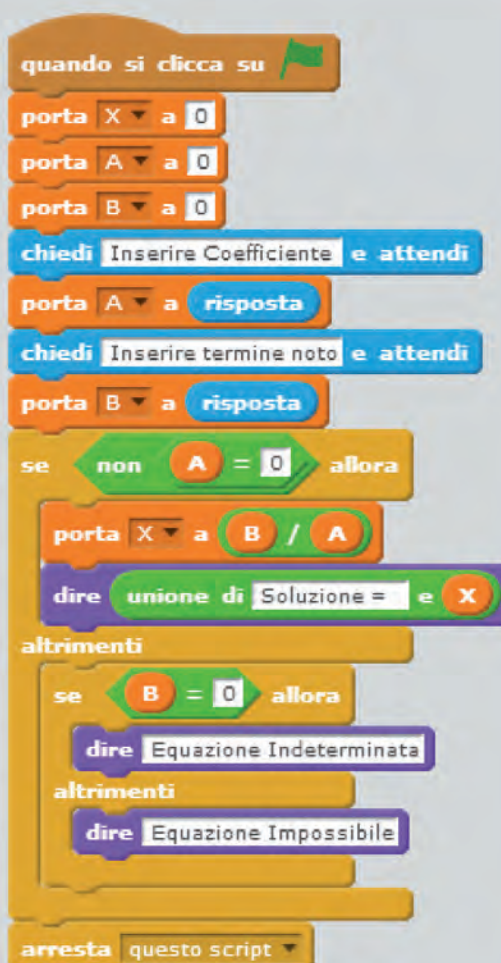 quando si clicca su
porta X a 0
porta A a 0
porta B a 0
chiedi Inserire Coefficiente e attendi
porta A a risposta
chiedi Inserire termine noto e attendi
porta B a risposta
se non A = 0 allora
porta X a B / A
dire unione di Soluzione = e X
altrimenti
se B = 0 allora
dire Equazione Indeterminata
altrimenti
dire Equazione Impossibile
arresta questo script